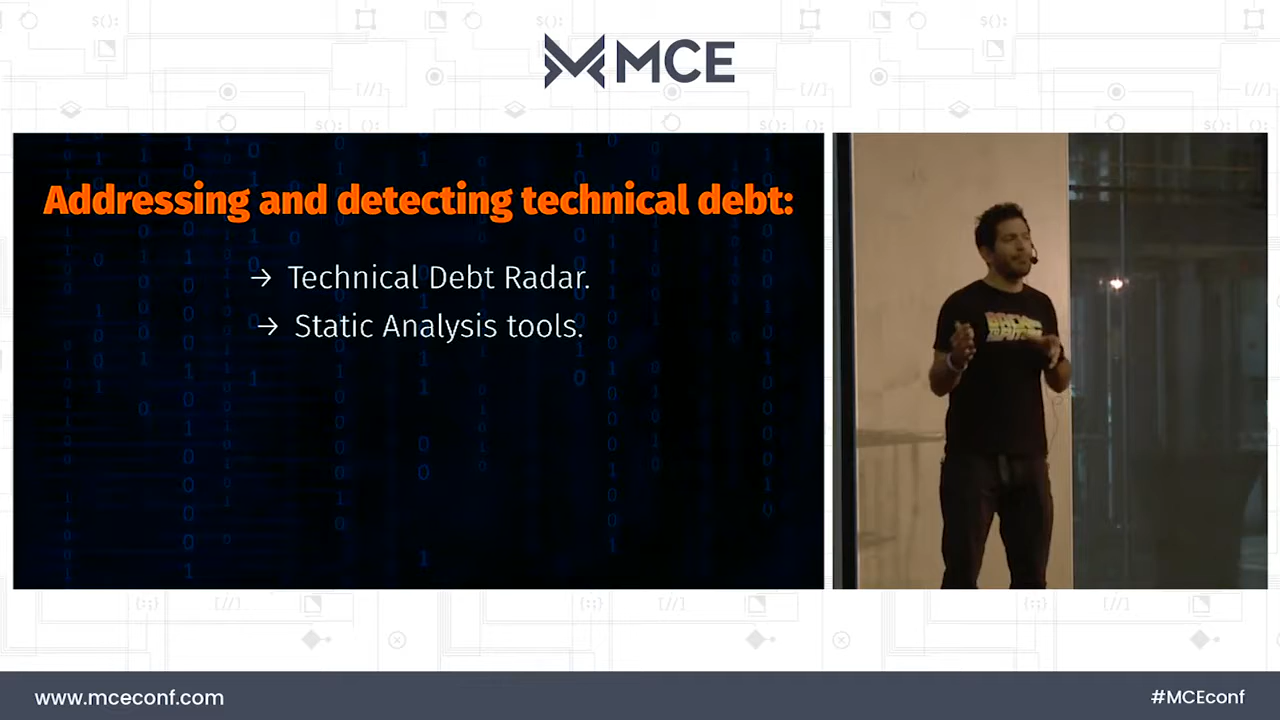 MCE
Addressing and detecting technical debt:
→ Technical Debt Radar.
→ Static Analysis tools.
www.mceconf.com
#MCEconf